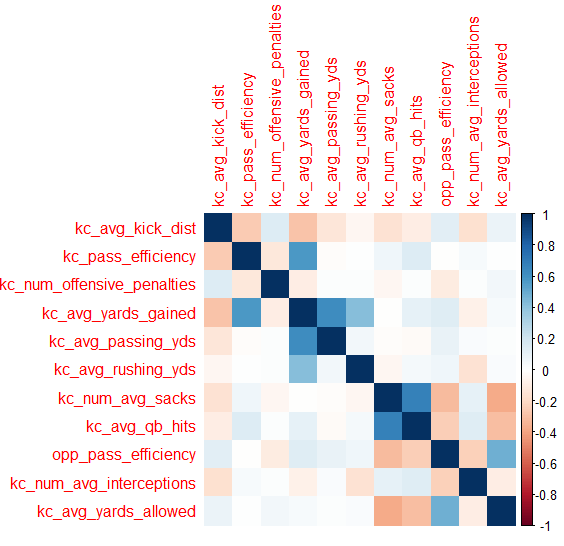 kc_avg_kick_dist
kc_pass_efficiency
kc_num_offensive_penalties
kc_avg_yards_gained
kc_avg_passing_yds
kc_avg_rushing_yds
kc_num_avg_sacks
kc_avg_qb_hits
opp_pass_efficiency
kc_num_avg_interceptions
kc_avg_yards_allowed
kc_avg_kick_dist
kc_pass_efficiency
kc_num_offensive_penalties
kc_avg_yards_gained
kc_avg_passing_yds
kc_avg_rushing_yds
kc_num_avg_sacks
kc_avg_qb_hits
opp_pass_efficiency
kc_num_avg_interceptions
kc_avg_yards_allowed
1
0.8
0.6
0.4
0.2
0
-0.2
-0.4
-0.6
-0.8
-1